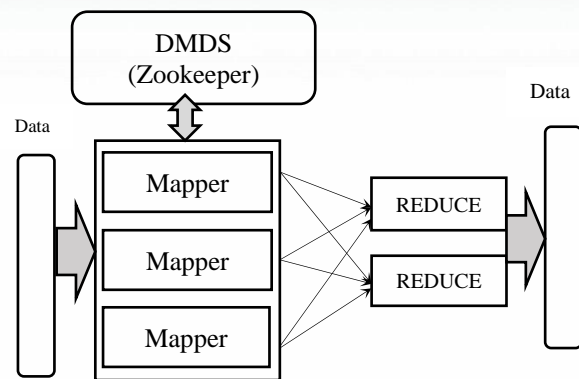 DMDS
(Zookeeper)
Data
Data
Mapper
Mapper
Mapper
REDUCE
REDUCE